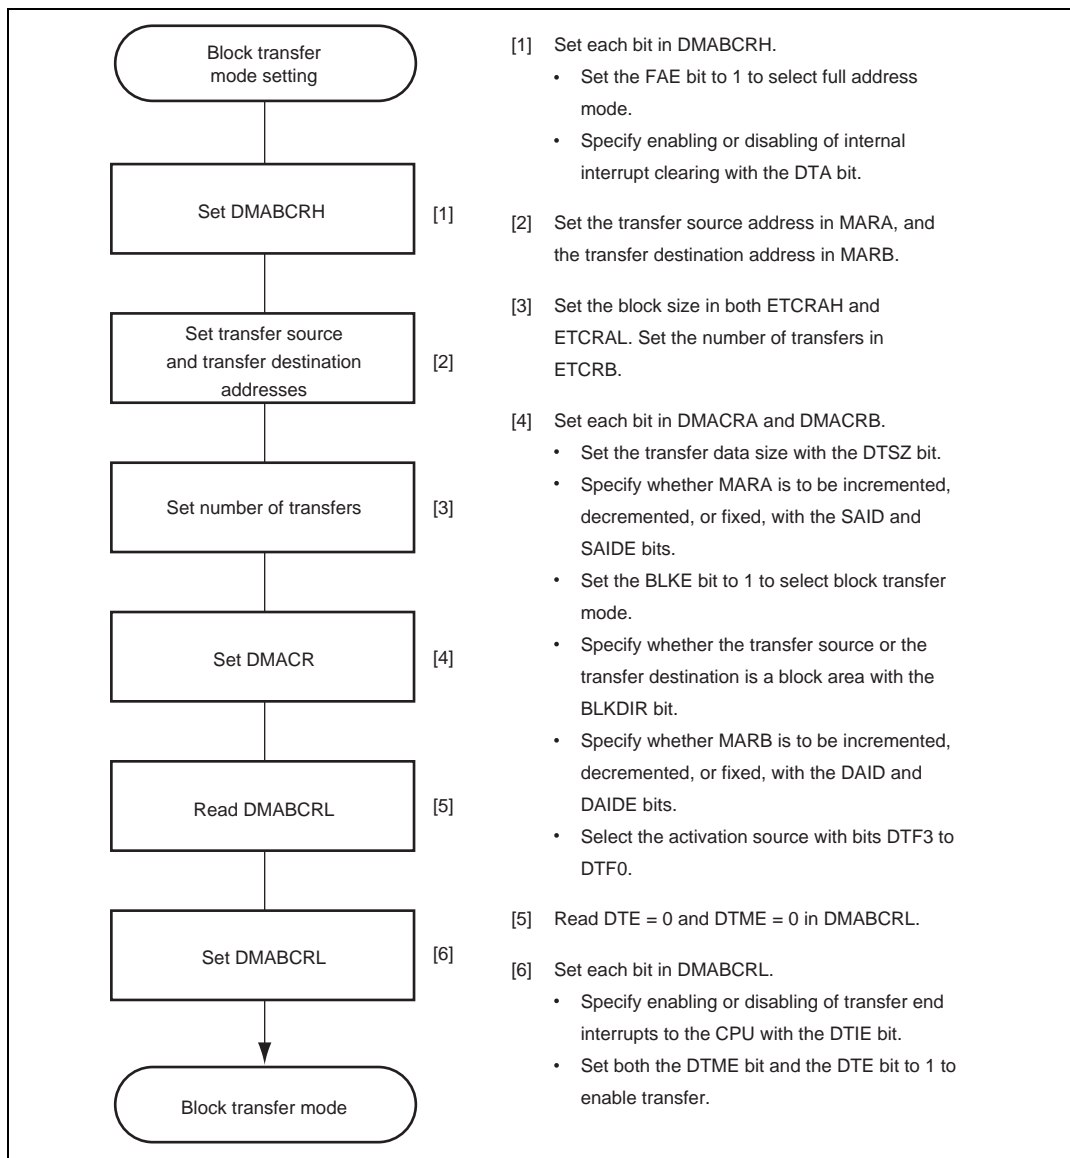 Block transfer
mode setting
Set DMABCRH
[1]
Set transfer source
and transfer destination
addresses
[2]
Set number of transfers
[3]
Set DMACR
[4]
Read DMABCRL
[5]
Set DMABCRL
[6]
Block transfer mode
[1] Set each bit in DMABCRH.
• Set the FAE bit to 1 to select full address
mode.
• Specify enabling or disabling of internal
interrupt clearing with the DTA bit.
[2] Set the transfer source address in MARA, and
the transfer destination address in MARB.
[3] Set the block size in both ETCRAH and
ETCRAL. Set the number of transfers in
ETCRB.
[4] Set each bit in DMACRA and DMACRB.
• Set the transfer data size with the DTSZ bit.
• Specify whether MARA is to be incremented,
decremented, or fixed, with the SAID and
SAIDE bits.
• Set the BLKE bit to 1 to select block transfer
mode.
• Specify whether the transfer source or the
transfer destination is a block area with the
BLKDIR bit.
• Specify whether MARB is to be incremented,
decremented, or fixed, with the DAID and
DAIDE bits.
• Select the activation source with bits DTF3 to
DTF0.
[5] Read DTE = 0 and DTME = 0 in DMABCRL.
[6] Set each bit in DMABCRL.
• Specify enabling or disabling of transfer end
interrupts to the CPU with the DTIE bit.
• Set both the DTME bit and the DTE bit to 1 to
enable transfer.